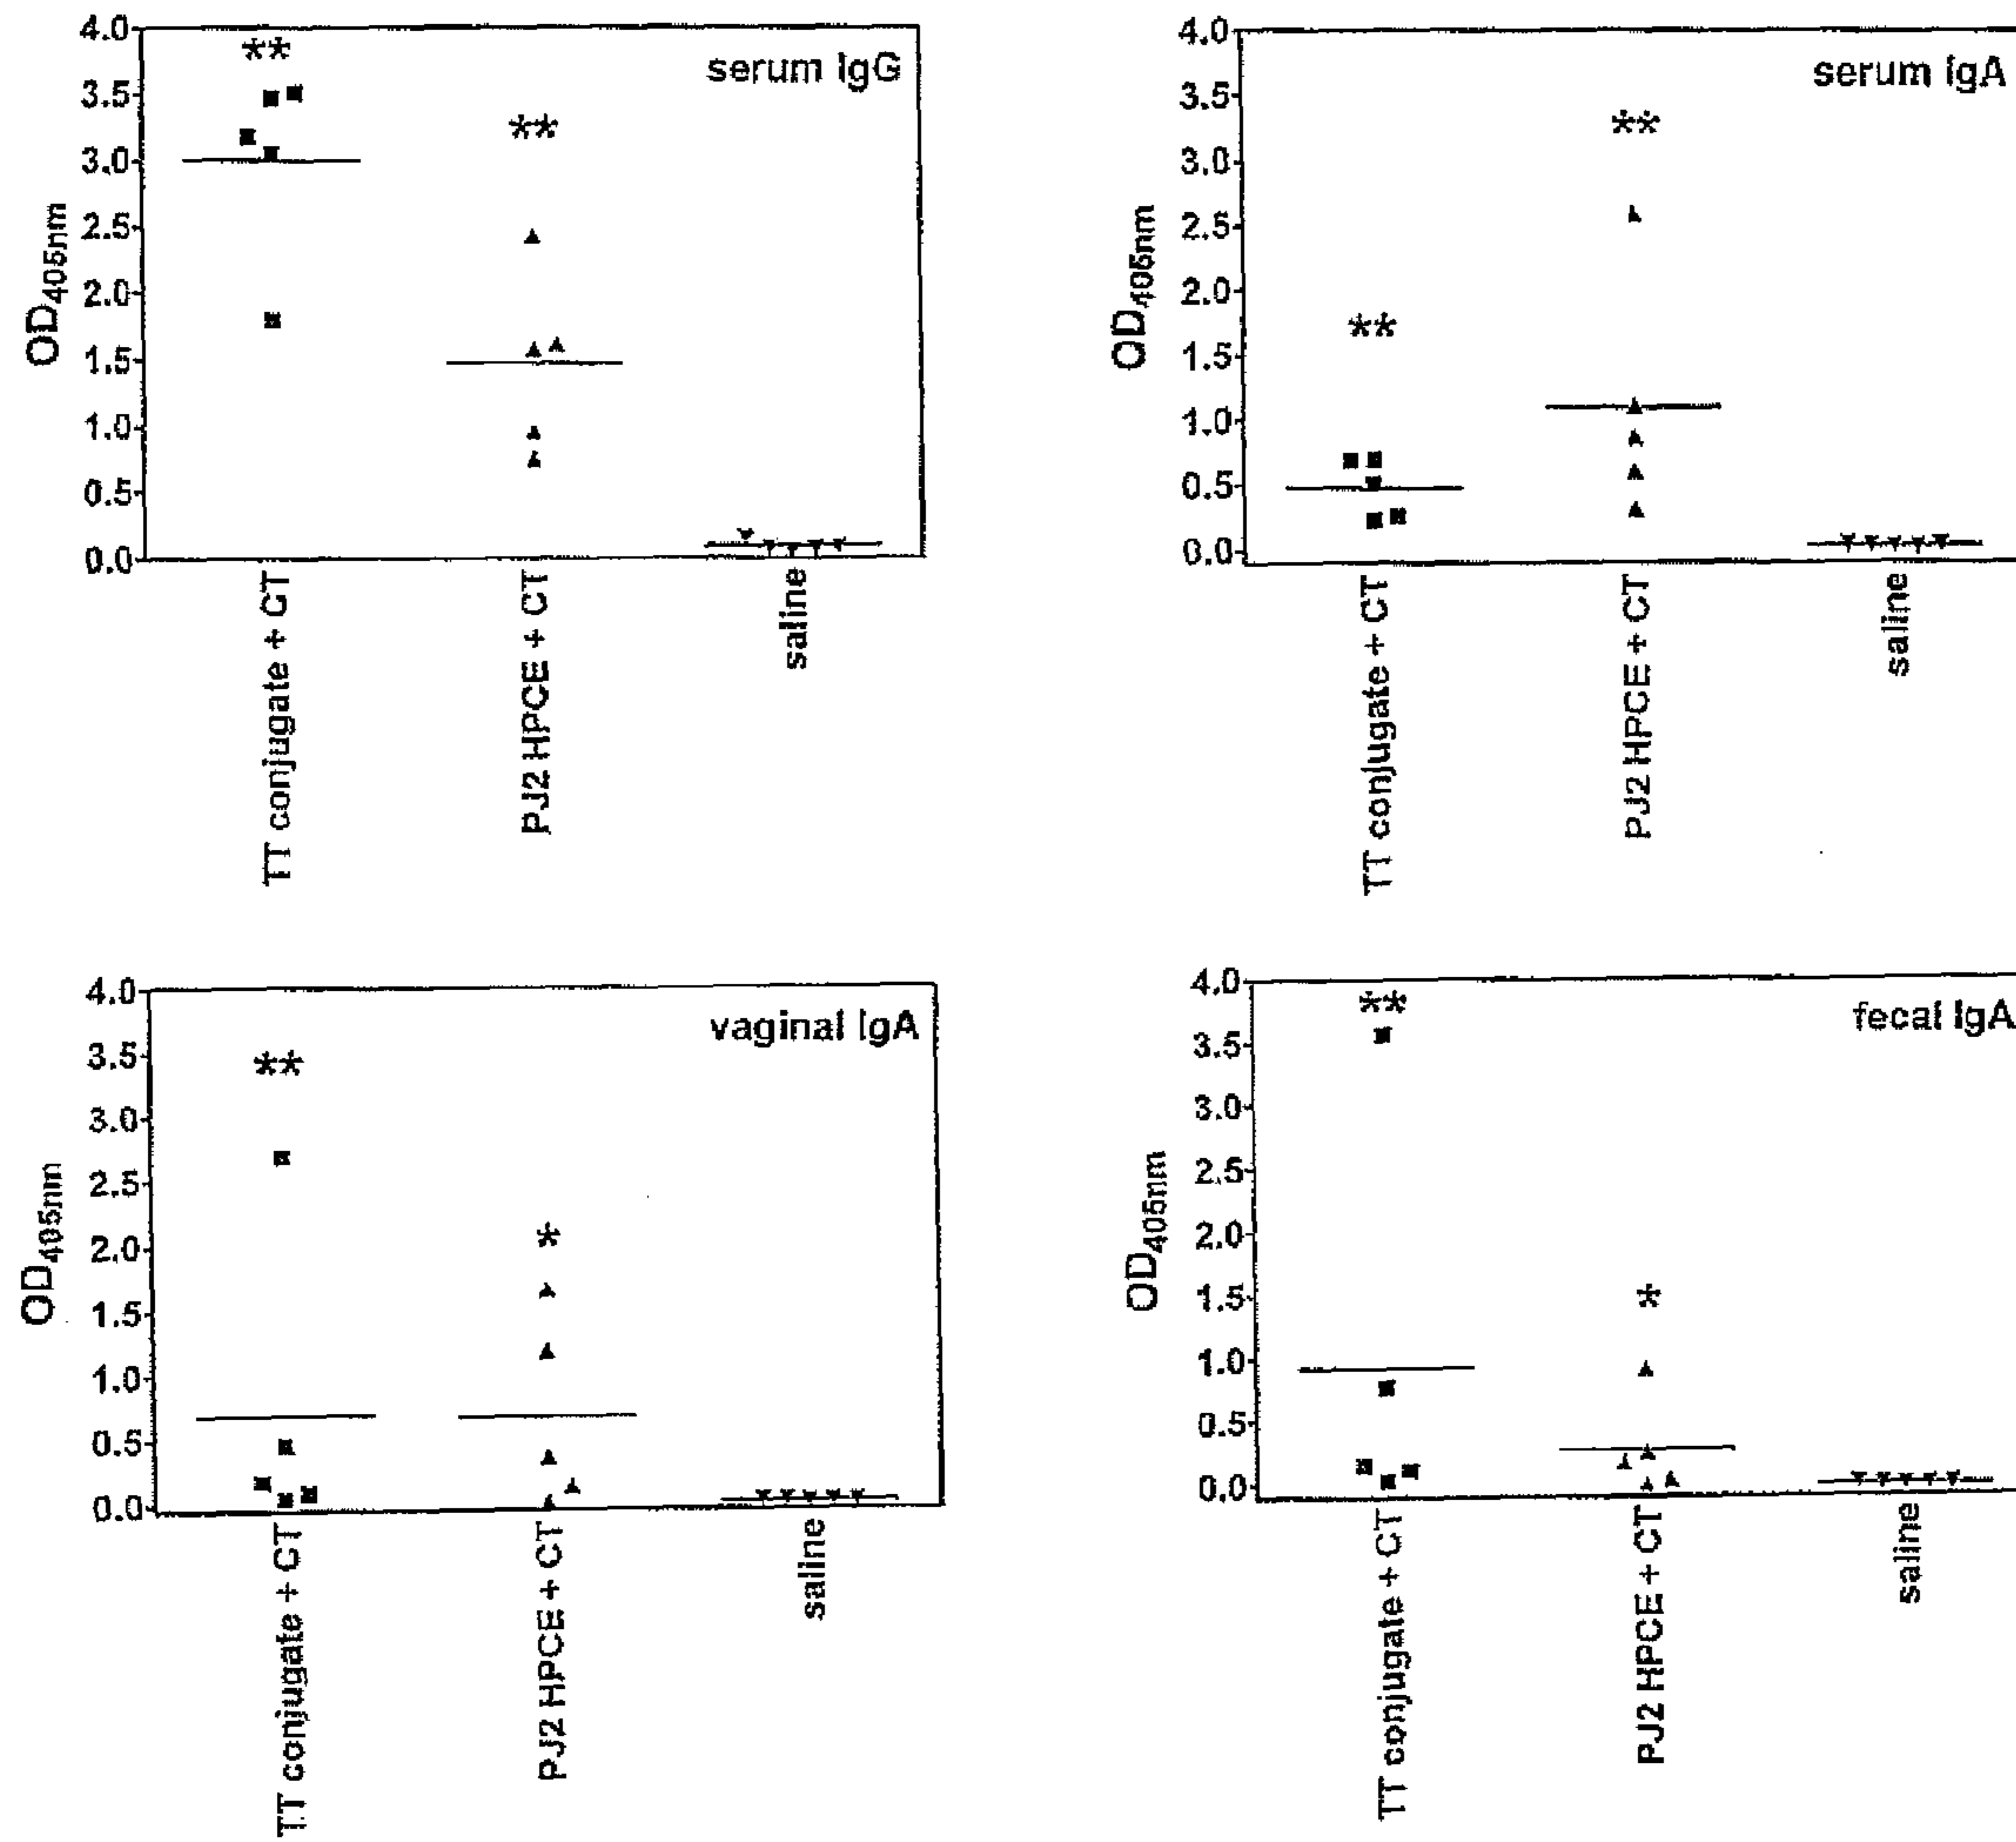 serum IgG
**
**
4.0
3.5
3.0
2.5
2.0
1.5
1.0
0.5
0.0
OD405nm
TT conjugate + CT
PJ2 HPCE + CT
saline
serum IgA
**
**
4.0
3.5
3.0
2.5
2.0
1.5
1.0
0.5
0.0
OD405nm
TT conjugate + CT
PJ2 HPCE + CT
saline
vaginal IgA
**
*
4.0
3.5
3.0
2.5
2.0
1.5
1.0
0.5
0.0
OD405nm
TT conjugate + CT
PJ2 HPCE + CT
saline
fecal IgA
**
*
4.0
3.5
3.0
2.5
2.0
1.5
1.0
0.5
0.0
OD405nm
TT conjugate + CT
PJ2 HPCE + CT
saline